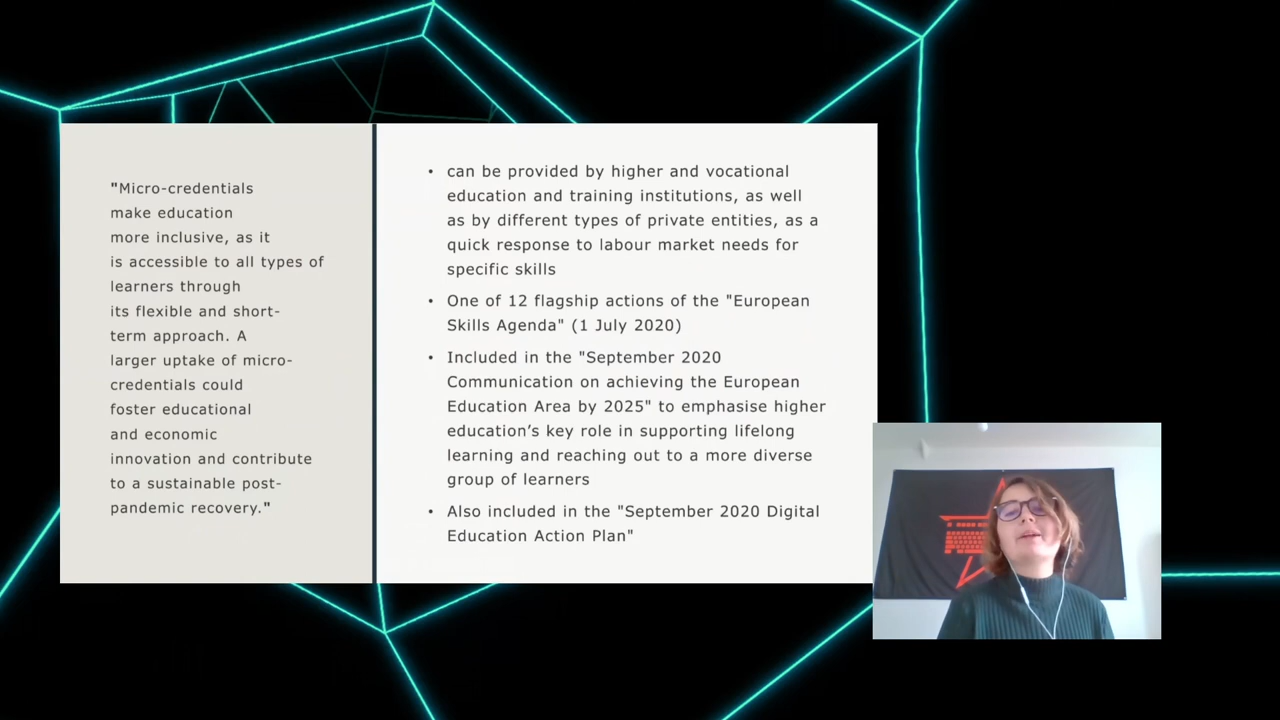 "Micro-credentials
make education
more inclusive, as it
is accessible to all types of
learners through
its flexible and short-
term approach. A
larger uptake of micro-
credentials could
foster educational
and economic
innovation and contribute
to a sustainable post-
pandemic recovery."
• can be provided by higher and vocational
education and training institutions, as well
as by different types of private entities, as a
quick response to labour market needs for
specific skills
• One of 12 flagship actions of the "European
Skills Agenda" (1 July 2020)
• Included in the "September 2020
Communication on achieving the European
Education Area by 2025" to emphasise higher
education’s key role in supporting lifelong
learning and reaching out to a more diverse
group of learners
• Also included in the "September 2020 Digital
Education Action Plan"